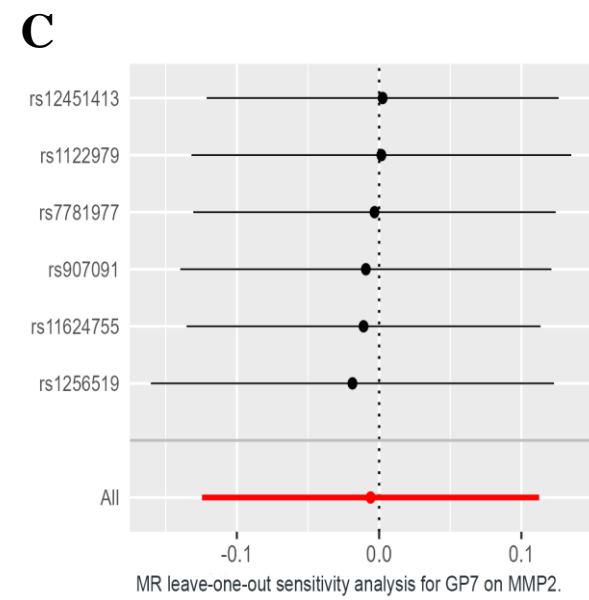 C
rs12451413
rs1122979
rs7781977
rs907091
rs11624755
rs1256519
All
-0.1 0.0 0.1
MR leave-one-out sensitivity analysis for GP7 on MMP2.